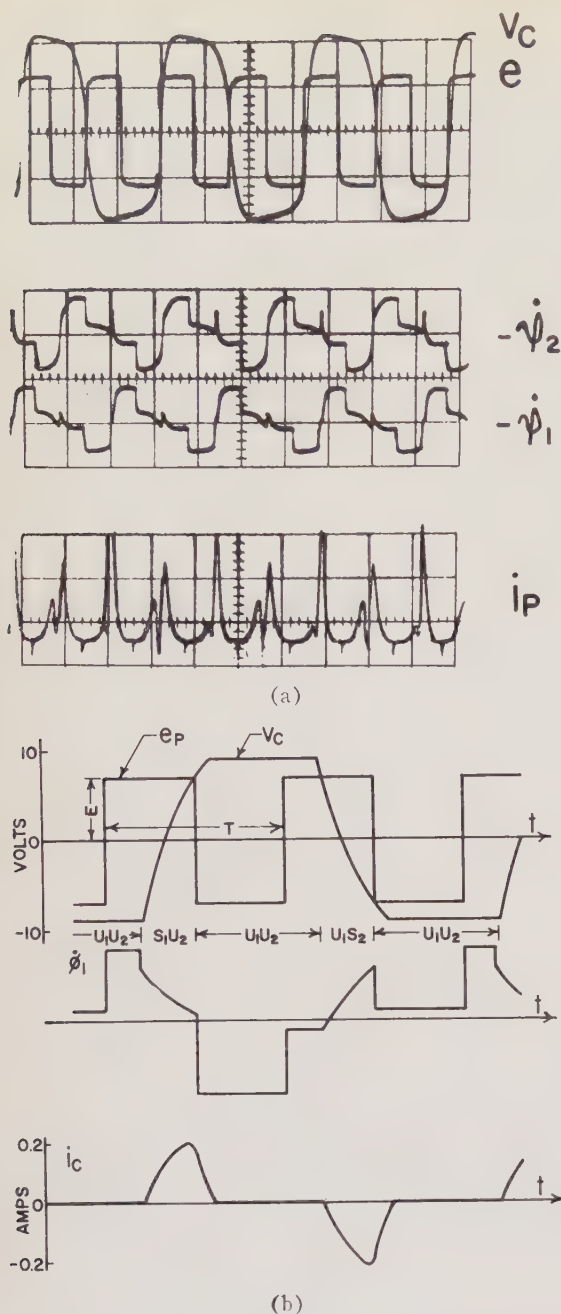 V_C
e
-ψ̇_2
-ψ̇_1
i_P
(a)
e_P
V_C
10
0
-10
VOLTS
E
T
t
U_1U_2
S_1U_2
U_1U_2
U_1S_2
U_1U_2
φ̇_1
t
i_C
0.2
0
-0.2
AMPS
t
(b)